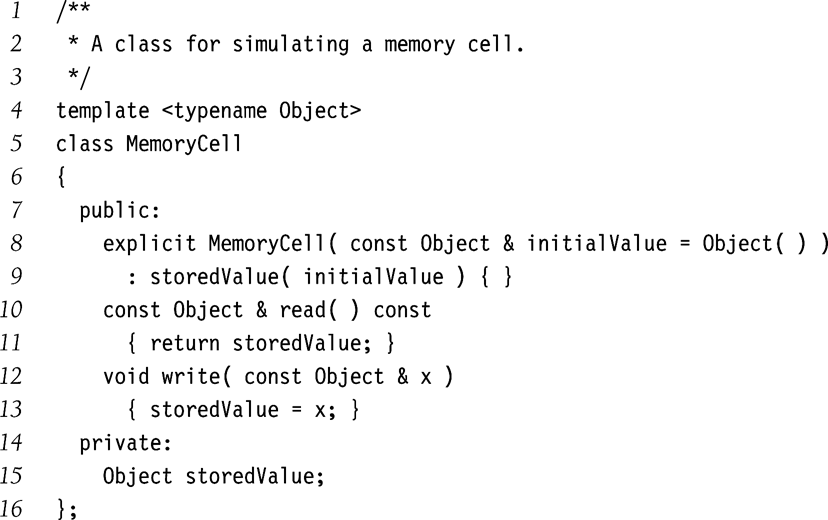 1 /**
2  * A class for simulating a memory cell.
3  */
4 template <typename Object>
5 class MemoryCell
6 {
7   public:
8     explicit MemoryCell( const Object & initialValue = Object( ) )
9       : storedValue( initialValue ) { }
10     const Object & read( ) const
11       { return storedValue; }
12     void write( const Object & x )
13       { storedValue = x; }
14   private:
15     Object storedValue;
16 };